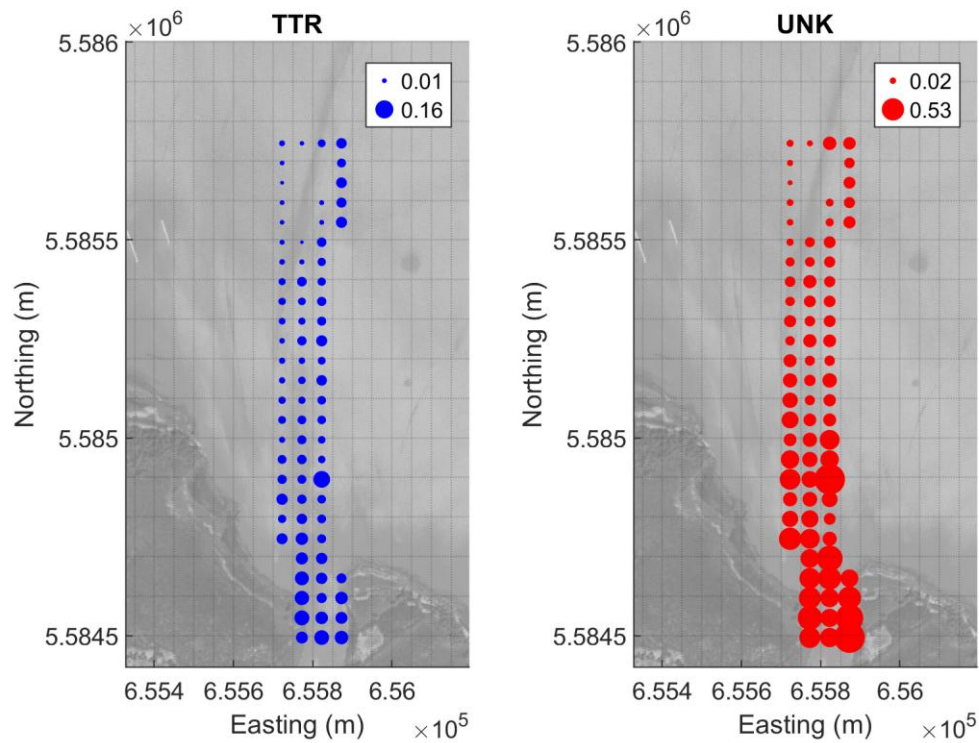 × 10⁶ TTR
5.586
0.01
0.16
5.5855
Northing (m)
5.585
5.5845
6.554 6.556 6.558 6.56
Easting (m) × 10⁵
× 10⁶ UNK
5.586
0.02
0.53
5.5855
Northing (m)
5.585
5.5845
6.554 6.556 6.558 6.56
Easting (m) × 10⁵